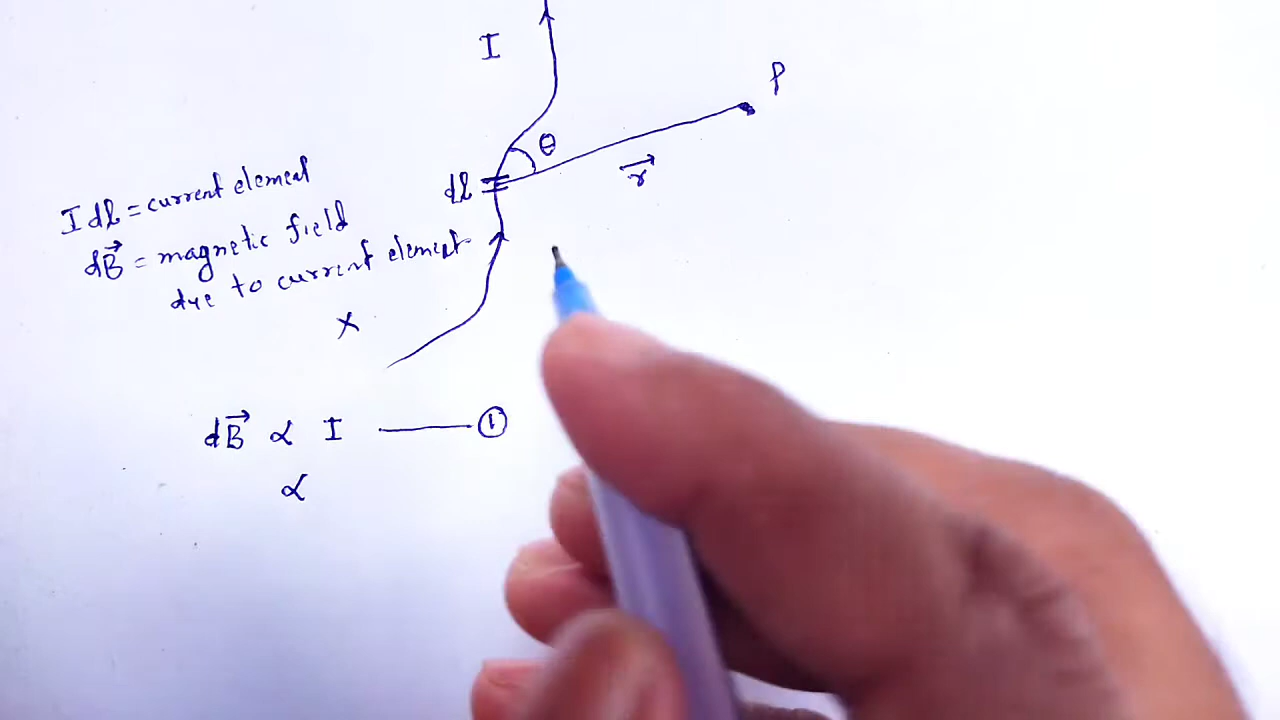 I
P
θ
r⃗
dl
I dl = current element
dB⃗ = magnetic field
due to current element
x
dB⃗ ∝ I ——— ①
∝